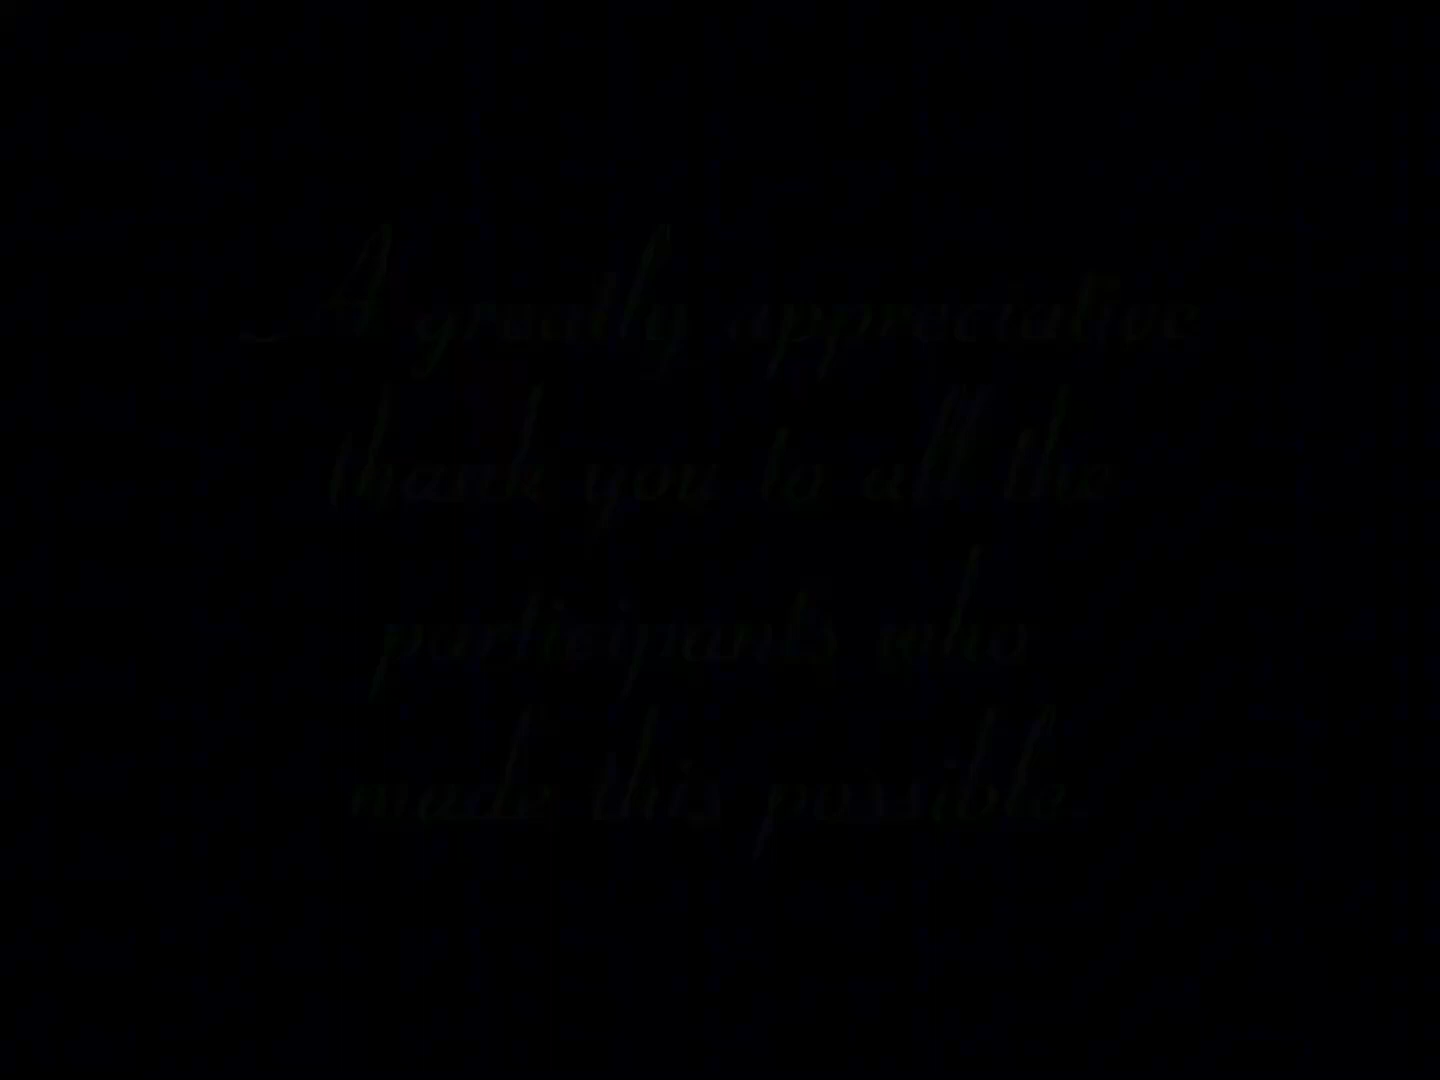 A greatly appreciative
thank you to all the
participants who
made this possible.